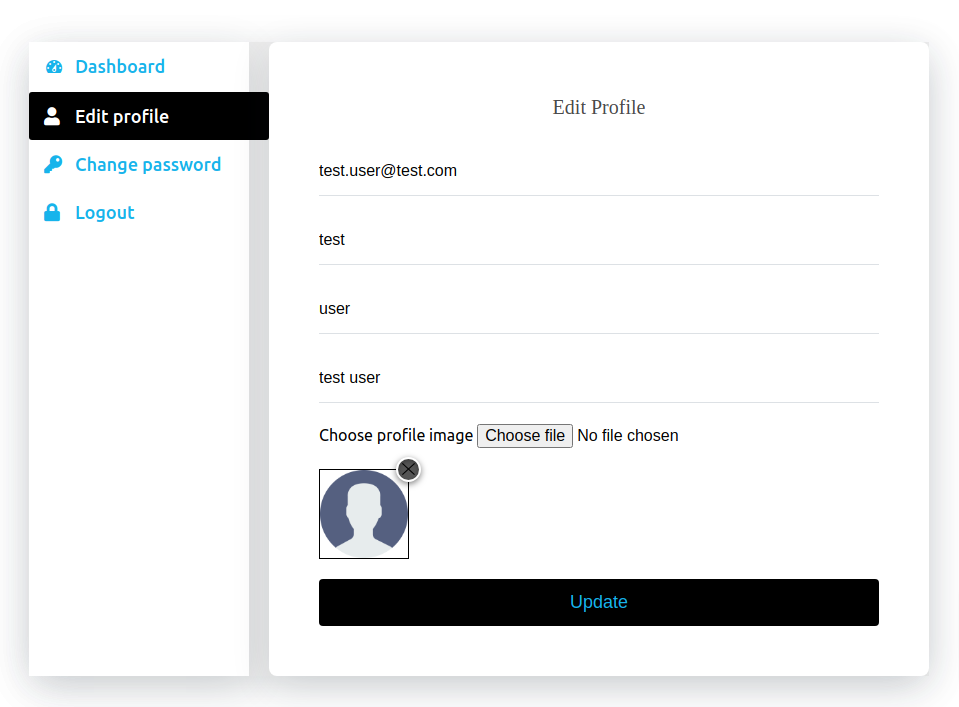 Dashboard
Edit profile
Change password
Logout
Edit Profile
test.user@test.com
test
user
test user
Choose profile image Choose file No file chosen
Update